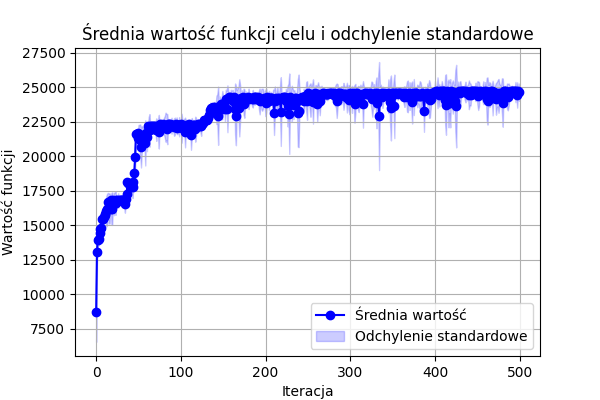 Średnia wartość funkcji celu i odchylenie standardowe
27500
25000
22500
20000
17500
15000
12500
10000
7500
Wartość funkcji
0 100 200 300 400 500
Iteracja
Średnia wartość
Odchylenie standardowe